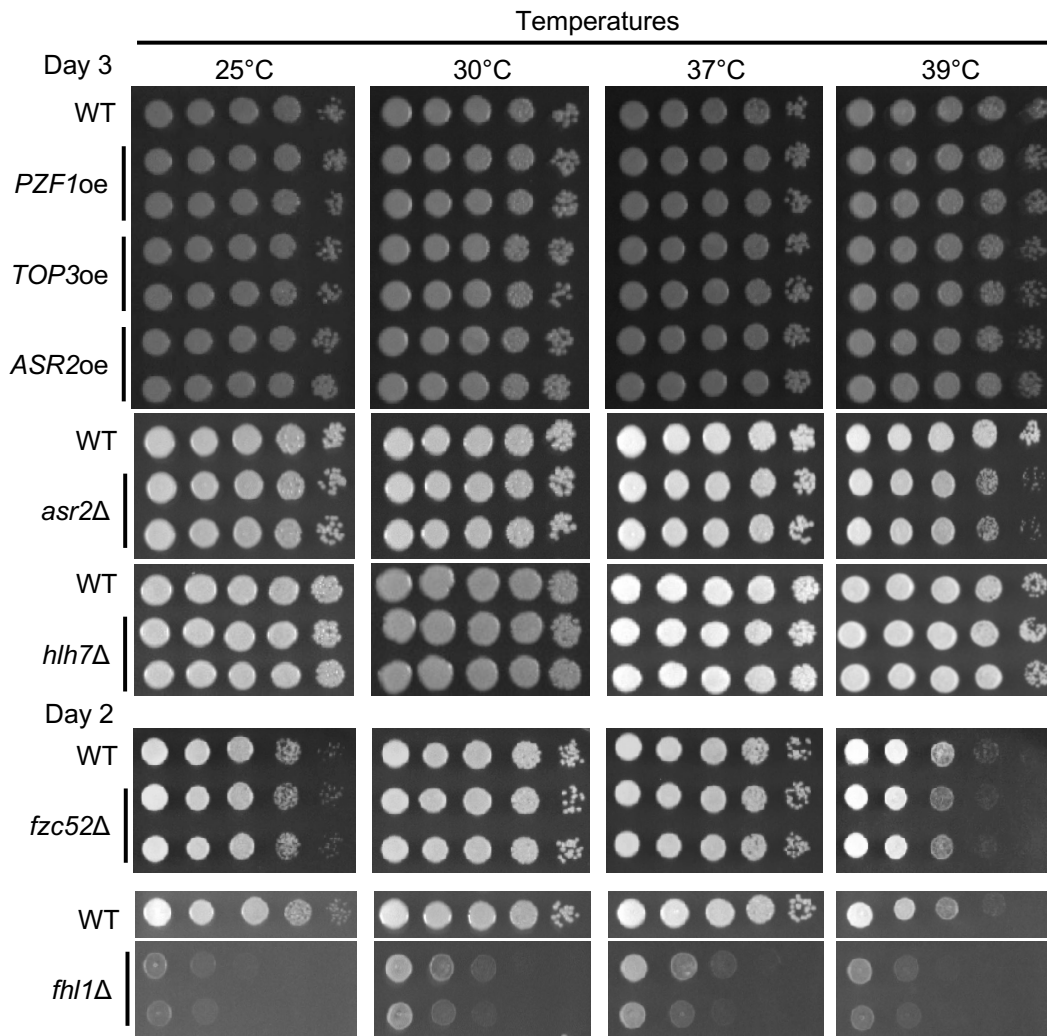 Temperatures
Day 3 25°C 30°C 37°C 39°C
WT
PZF1oe
TOP3oe
ASR2oe
WT
asr2Δ
WT
hlh7Δ
Day 2
WT
fzc52Δ
WT
fhl1Δ